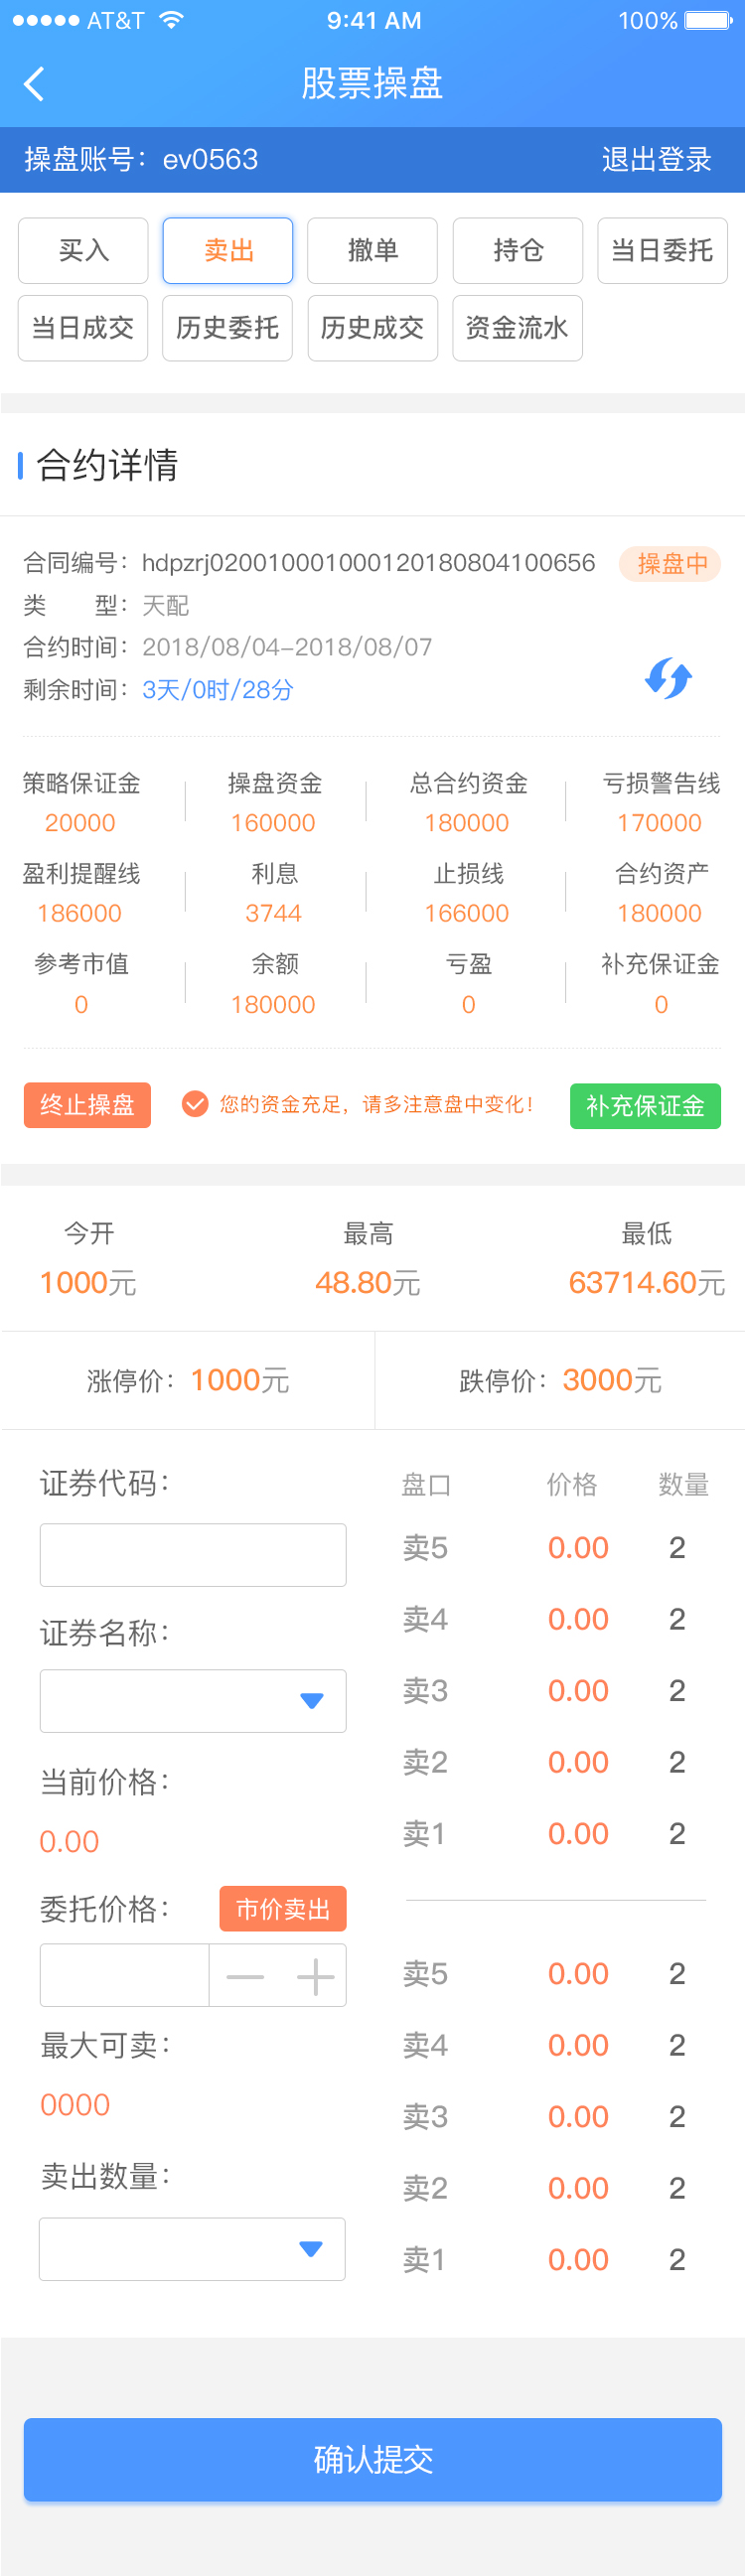 AT&T 9:41 AM 100%
股票操盘
操盘账号：ev0563 退出登录
买入 卖出 撤单 持仓 当日委托
当日成交 历史委托 历史成交 资金流水
合约详情
合同编号：hdpzrj020010001000120180804100656 操盘中
类 型：天配
合约时间：2018/08/04-2018/08/07
剩余时间：3天/0时/28分
策略保证金 操盘资金 总合约资金 亏损警告线
20000 160000 180000 170000
盈利提醒线 利息 止损线 合约资产
186000 3744 166000 180000
参考市值 余额 亏盈 补充保证金
0 180000 0 0
终止操盘 您的资金充足，请多注意盘中变化！ 补充保证金
今开 最高 最低
1000元 48.80元 63714.60元
涨停价：1000元 跌停价：3000元
证券代码：
证券名称：
当前价格：
0.00
委托价格： 市价卖出
最大可卖：
0000
卖出数量：
盘口 价格 数量
卖5 0.00 2
卖4 0.00 2
卖3 0.00 2
卖2 0.00 2
卖1 0.00 2
卖5 0.00 2
卖4 0.00 2
卖3 0.00 2
卖2 0.00 2
卖1 0.00 2
确认提交